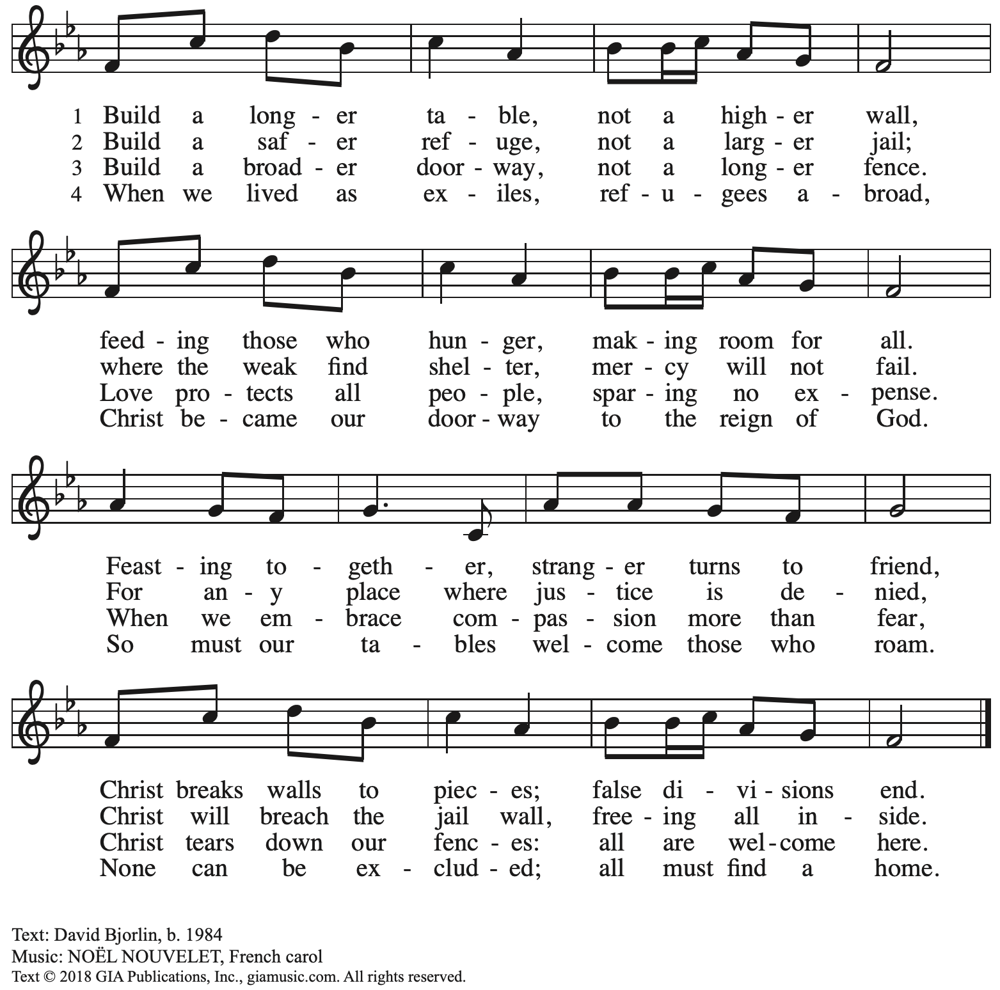 1 Build a long - er ta - ble, not a high - er wall,
2 Build a saf - er ref - uge, not a larg - er jail;
3 Build a broad - er door - way, not a long - er fence.
4 When we lived as ex - iles, ref - u - gees a - broad,
feed - ing those who hun - ger, mak - ing room for all.
where the weak find shel - ter, mer - cy will not fail.
Love pro - tects all peo - ple, spar - ing no ex - pense.
Christ be - came our door - way to the reign of God.
Feast - ing to - geth - er, strang - er turns to friend,
For an - y place where jus - tice is de - nied,
When we em - brace com - pas - sion more than fear,
So must our ta - bles wel - come those who roam.
Christ breaks walls to piec - es; false di - vi - sions end.
Christ will breach the jail wall, free - ing all in - side.
Christ tears down our fenc - es: all are wel - come here.
None can be ex - clud - ed; all must find a home.
Text: David Bjorlin, b. 1984
Music: NOËL NOUVELET, French carol
Text © 2018 GIA Publications, Inc., giamusic.com. All rights reserved.